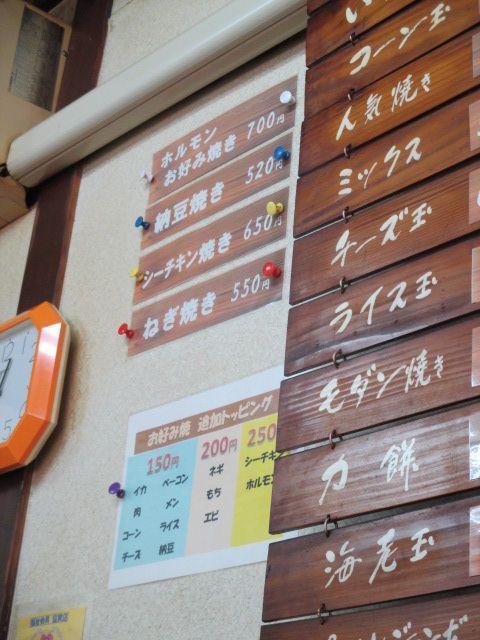 ホルモン
お好み焼き 700円
納豆焼き 520円
シーチキン焼き 650円
ねぎ焼き 550円
お好み焼 追加トッピング
150円 200円 250
イカ ベーコン ネギ シーチキン
肉 メン もち ホルモン
コーン ライス エビ
チーズ 納豆
コーン玉
人気焼き
ミックス
チーズ玉
ライス玉
モダン焼き
力餅
海老玉
12